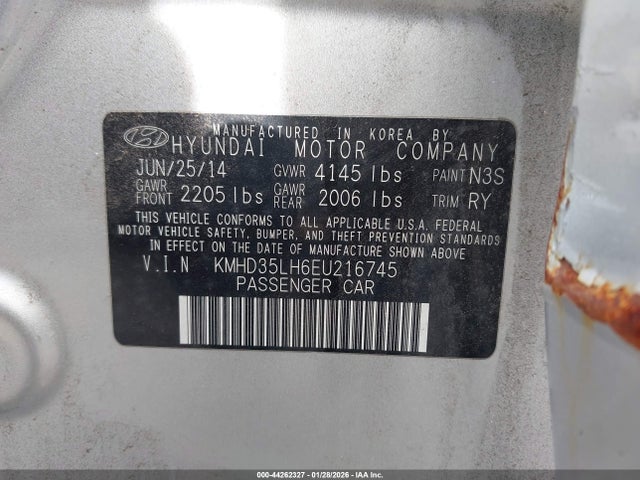 MANUFACTURED IN KOREA BY
HYUNDAI MOTOR COMPANY
JUN/25/14 GVWR 4145 lbs PAINT N3S
GAWR FRONT 2205 lbs GAWR REAR 2006 lbs TRIM RY
THIS VEHICLE CONFORMS TO ALL APPLICABLE U.S.A. FEDERAL
MOTOR VEHICLE SAFETY, BUMPER, AND THEFT PREVENTION STANDARDS
IN EFFECT ON THE DATE OF MANUFACTURE SHOWN ABOVE
V.I.N KMHD35LH6EU216745
PASSENGER CAR
000-44262327 - 01/28/2026 - IAA Inc.